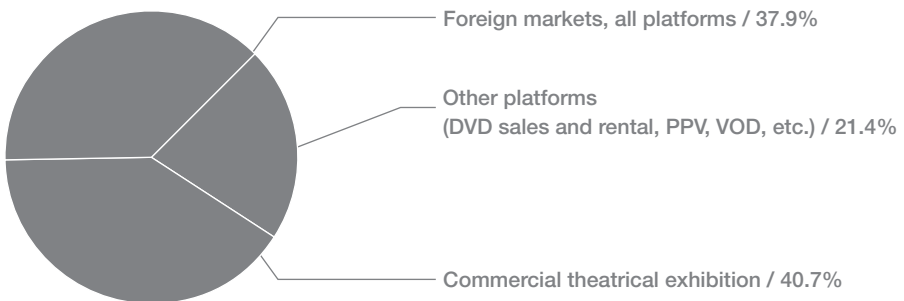 Foreign markets, all platforms / 37.9%
Other platforms
(DVD sales and rental, PPV, VOD, etc.) / 21.4%
Commercial theatrical exhibition / 40.7%